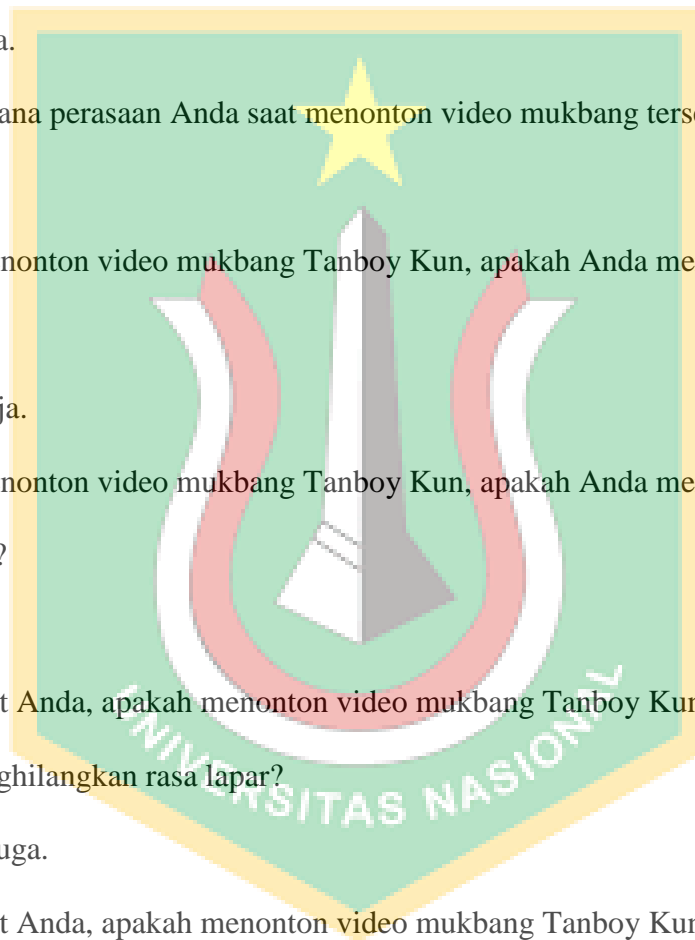 a.
ana perasaan Anda saat menonton video mukbang terse
nonton video mukbang Tanboy Kun, apakah Anda me
ja.
nonton video mukbang Tanboy Kun, apakah Anda me
?
t Anda, apakah menonton video mukbang Tanboy Kun
ghilangkan rasa lapar?
uga.
t Anda, apakah menonton video mukbang Tanboy Kun
UNIVERSITAS NASIONAL